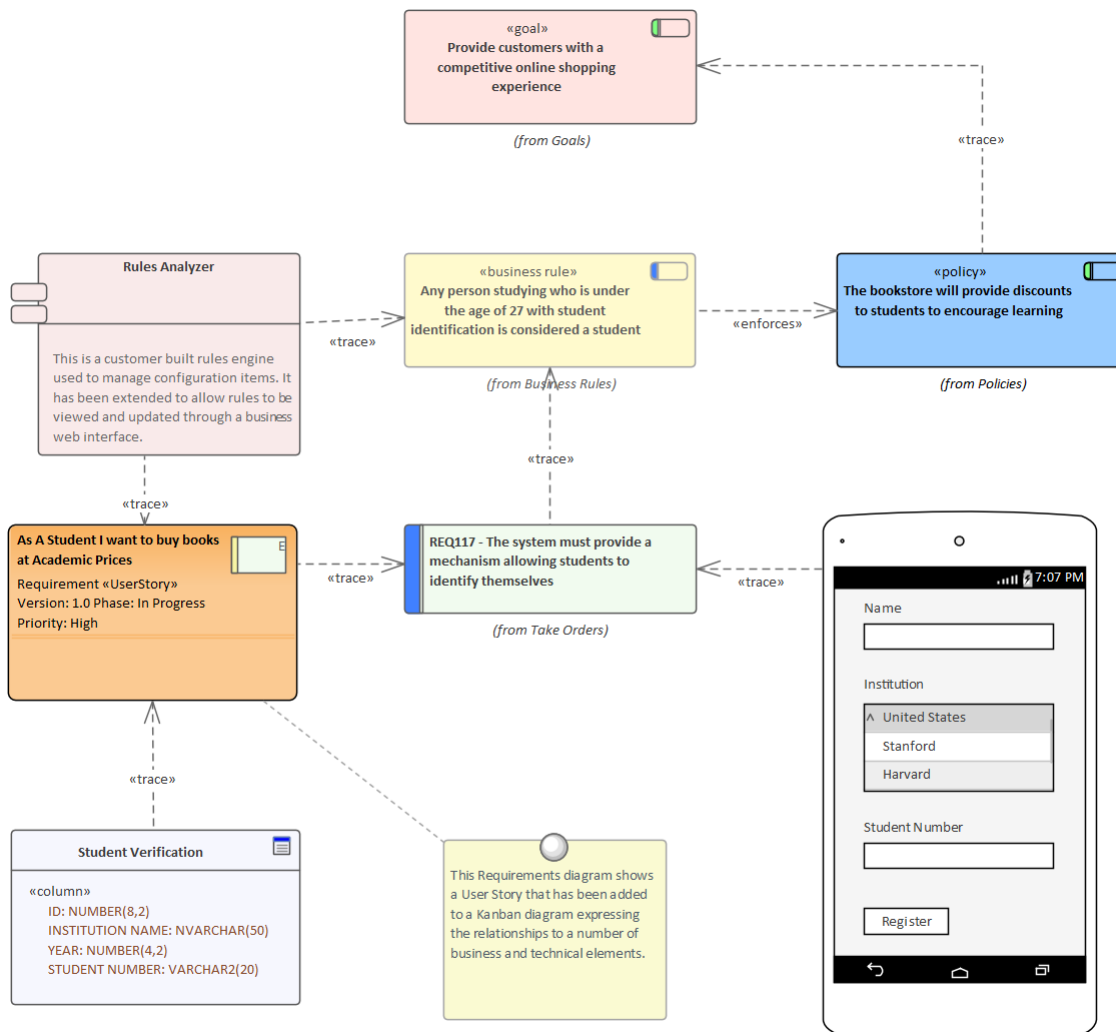 «goal»
Provide customers with a
competitive online shopping
experience
(from Goals)
«trace»
Rules Analyzer
This is a customer built rules engine
used to manage configuration items. It
has been extended to allow rules to be
viewed and updated through a business
web interface.
«trace»
«business rule»
Any person studying who is under
the age of 27 with student
identification is considered a student
(from Business Rules)
«enforces»
«policy»
The bookstore will provide discounts
to students to encourage learning
(from Policies)
«trace»
«trace»
As A Student I want to buy books
at Academic Prices
Requirement «UserStory»
Version: 1.0 Phase: In Progress
Priority: High
E
«trace»
REQ117 - The system must provide a
mechanism allowing students to
identify themselves
(from Take Orders)
«trace»
7:07 PM
Name
Institution
^ United States
Stanford
Harvard
Student Number
Register
«trace»
Student Verification
«column»
ID: NUMBER(8,2)
INSTITUTION NAME: NVARCHAR(50)
YEAR: NUMBER(4,2)
STUDENT NUMBER: VARCHAR2(20)
This Requirements diagram shows
a User Story that has been added
to a Kanban diagram expressing
the relationships to a number of
business and technical elements.